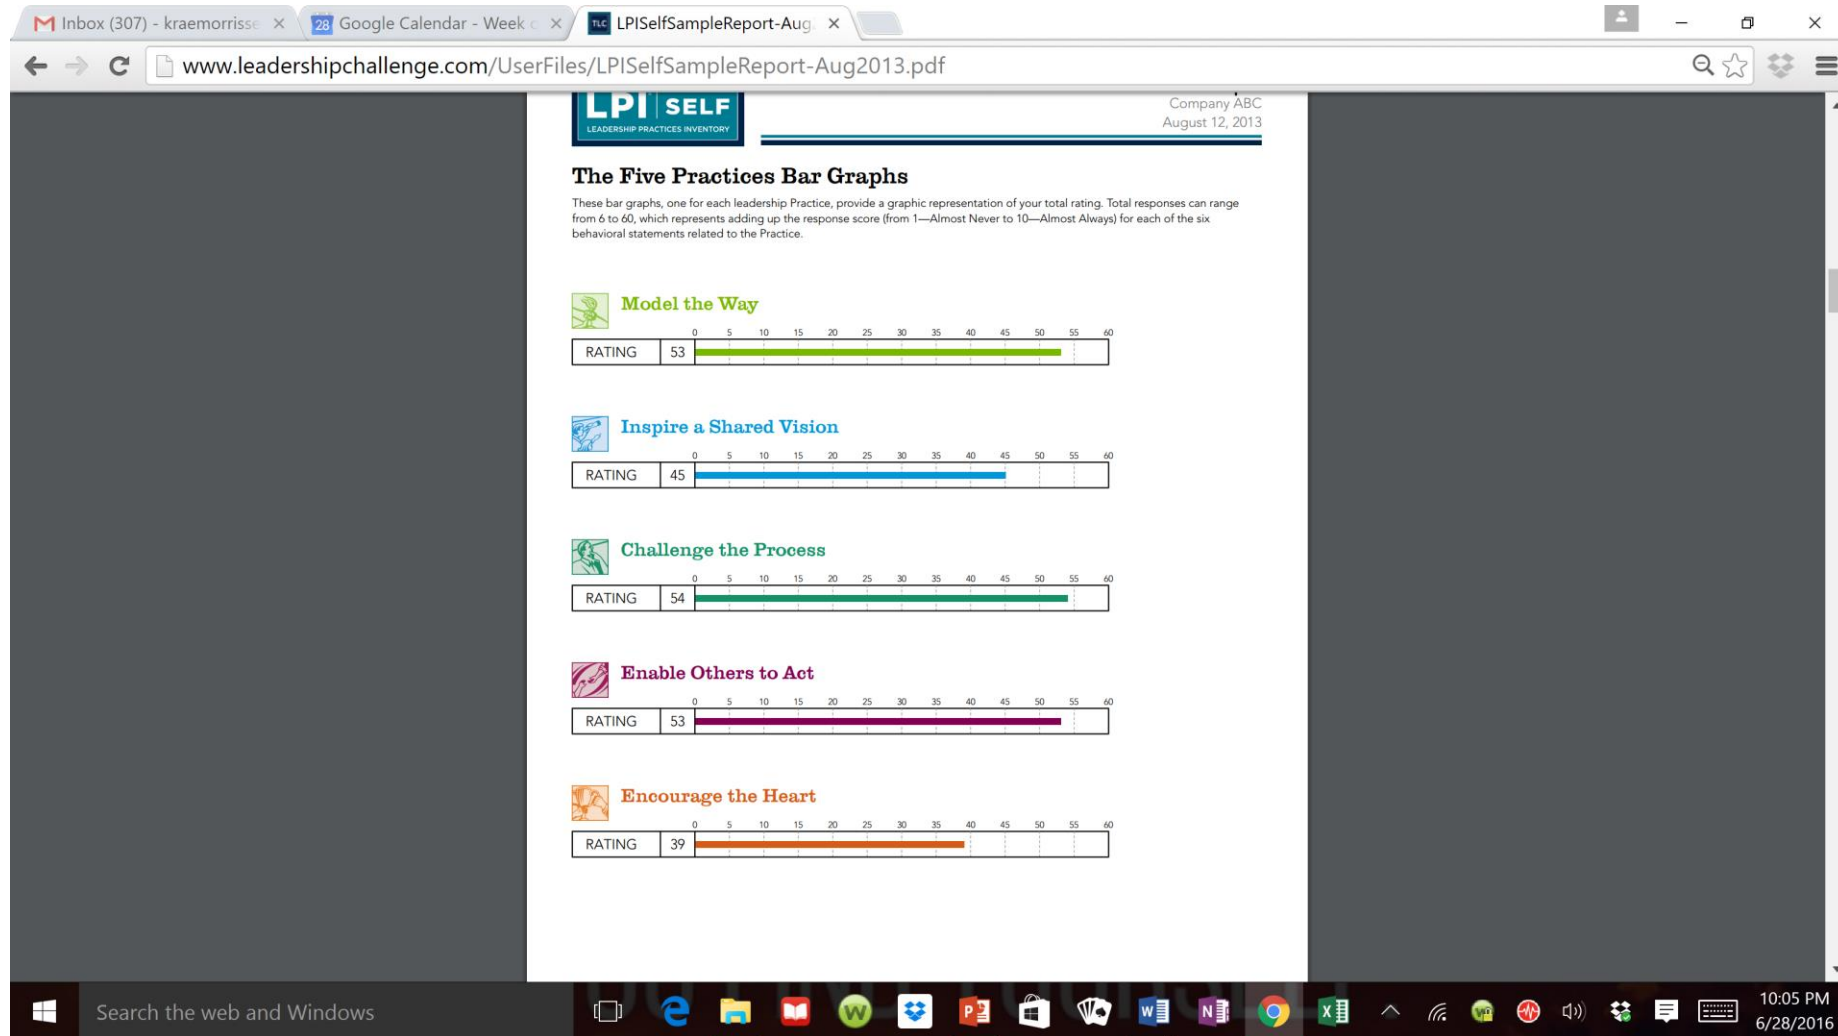 Inbox (307) - kraemorrisse
28 Google Calendar - Week
TLC LPISelfSampleReport-Aug
www.leadershipchallenge.com/UserFiles/LPISelfSampleReport-Aug2013.pdf
LPI SELF
LEADERSHIP PRACTICES INVENTORY
Company ABC
August 12, 2013
The Five Practices Bar Graphs
These bar graphs, one for each leadership Practice, provide a graphic representation of your total rating. Total responses can range
from 6 to 60, which represents adding up the response score (from 1—Almost Never to 10—Almost Always) for each of the six
behavioral statements related to the Practice.
Model the Way
0 5 10 15 20 25 30 35 40 45 50 55 60
RATING 53
Inspire a Shared Vision
0 5 10 15 20 25 30 35 40 45 50 55 60
RATING 45
Challenge the Process
0 5 10 15 20 25 30 35 40 45 50 55 60
RATING 54
Enable Others to Act
0 5 10 15 20 25 30 35 40 45 50 55 60
RATING 53
Encourage the Heart
0 5 10 15 20 25 30 35 40 45 50 55 60
RATING 39
Search the web and Windows
10:05 PM
6/28/2016